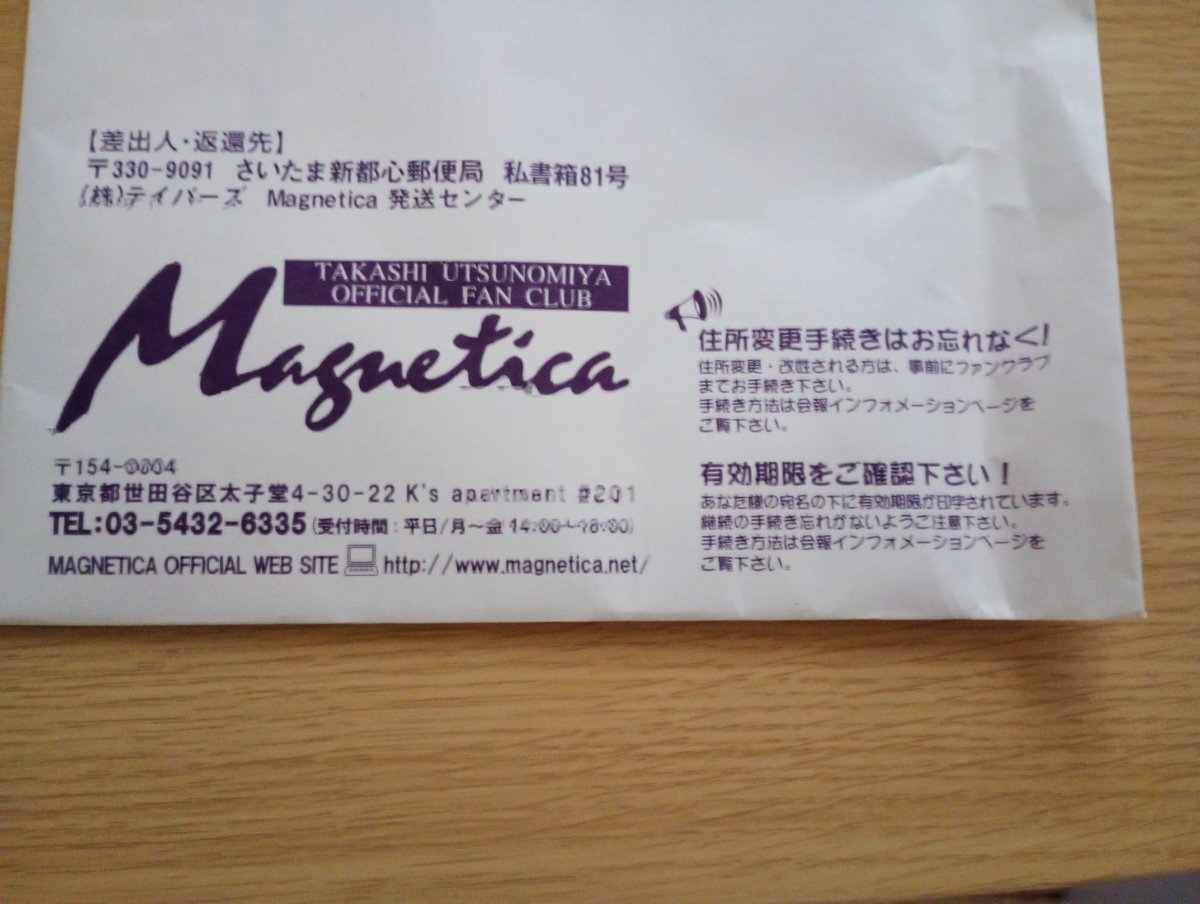 【差出人・返還先】
〒330-9091 さいたま新都心郵便局 私書箱81号
(株)テイパーズ Magnetica 発送センター
TAKASHI UTSUNOMIYA
OFFICIAL FAN CLUB
Magnetica
〒154-0004
東京都世田谷区太子堂4-30-22 K's apartment #201
TEL:03-5432-6335(受付時間:平日/月〜金 14:00〜18:00)
MAGNETICA OFFICIAL WEB SITE http://www.magnetica.net/
住所変更手続きはお忘れなく!
住所変更・改姓される方は、事前にファンクラブ
までお手続き下さい。
手続き方法は会報インフォメーションページを
ご覧下さい。
有効期限をご確認下さい!
あなた様の宛名の下に有効期限が印字されています。
継続の手続き忘れがないようご注意下さい。
手続き方法は会報インフォメーションページを
ご覧下さい。